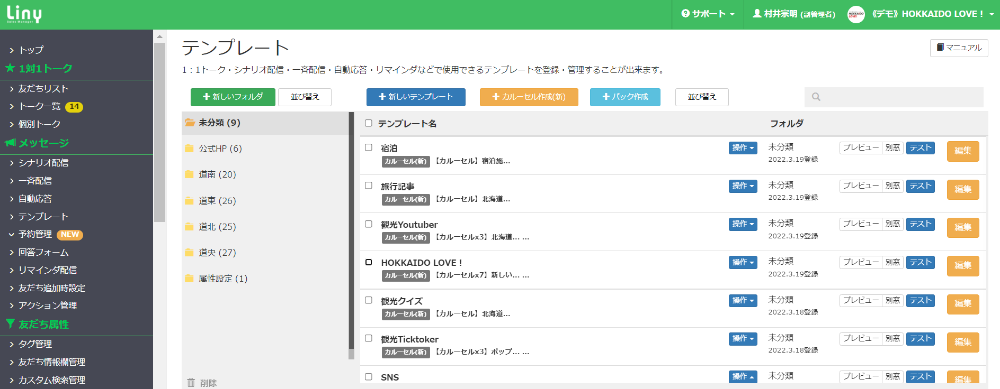 Liny
Sales Manager
サポート
村井宗明 (副管理者)
HOKKAIDO LOVE!
《デモ》HOKKAIDO LOVE！
トップ
1対1トーク
友だちリスト
トーク一覧 14
個別トーク
メッセージ
シナリオ配信
一斉配信
自動応答
テンプレート
予約管理 NEW
回答フォーム
リマインダ配信
友だち追加時設定
アクション管理
友だち属性
タグ管理
友だち情報欄管理
カスタム検索管理
テンプレート
マニュアル
1：1トーク・シナリオ配信・一斉配信・自動応答・リマインダなどで使用できるテンプレートを登録・管理することが出来ます。
新しいフォルダ 並び替え
新しいテンプレート カルーセル作成(新) パック作成 並び替え
未分類 (9)
公式HP (6)
道南 (20)
道東 (26)
道北 (25)
道央 (27)
属性設定 (1)
削除
テンプレート名 フォルダ
宿泊 操作 未分類 プレビュー 別窓 テスト 編集
カルーセル(新) 【カルーセル】宿泊施... 2022.3.19登録
旅行記事 操作 未分類 プレビュー 別窓 テスト 編集
カルーセル(新) 【カルーセル】北海道... 2022.3.19登録
観光Youtuber 操作 未分類 プレビュー 別窓 テスト 編集
カルーセル(新) 【カルーセルx3】北海道... ... 2022.3.19登録
HOKKAIDO LOVE！ 操作 未分類 プレビュー 別窓 テスト 編集
カルーセル(新) 【カルーセルx7】新しい... ... 2022.3.19登録
観光クイズ 操作 未分類 プレビュー 別窓 テスト 編集
カルーセル(新) 【カルーセル】北海道... 2022.3.18登録
観光Ticktoker 操作 未分類 プレビュー 別窓 テスト 編集
カルーセル(新) 【カルーセルx3】ポップ... ... 2022.3.18登録
SNS 操作 未分類 プレビュー 別窓 テスト 編集